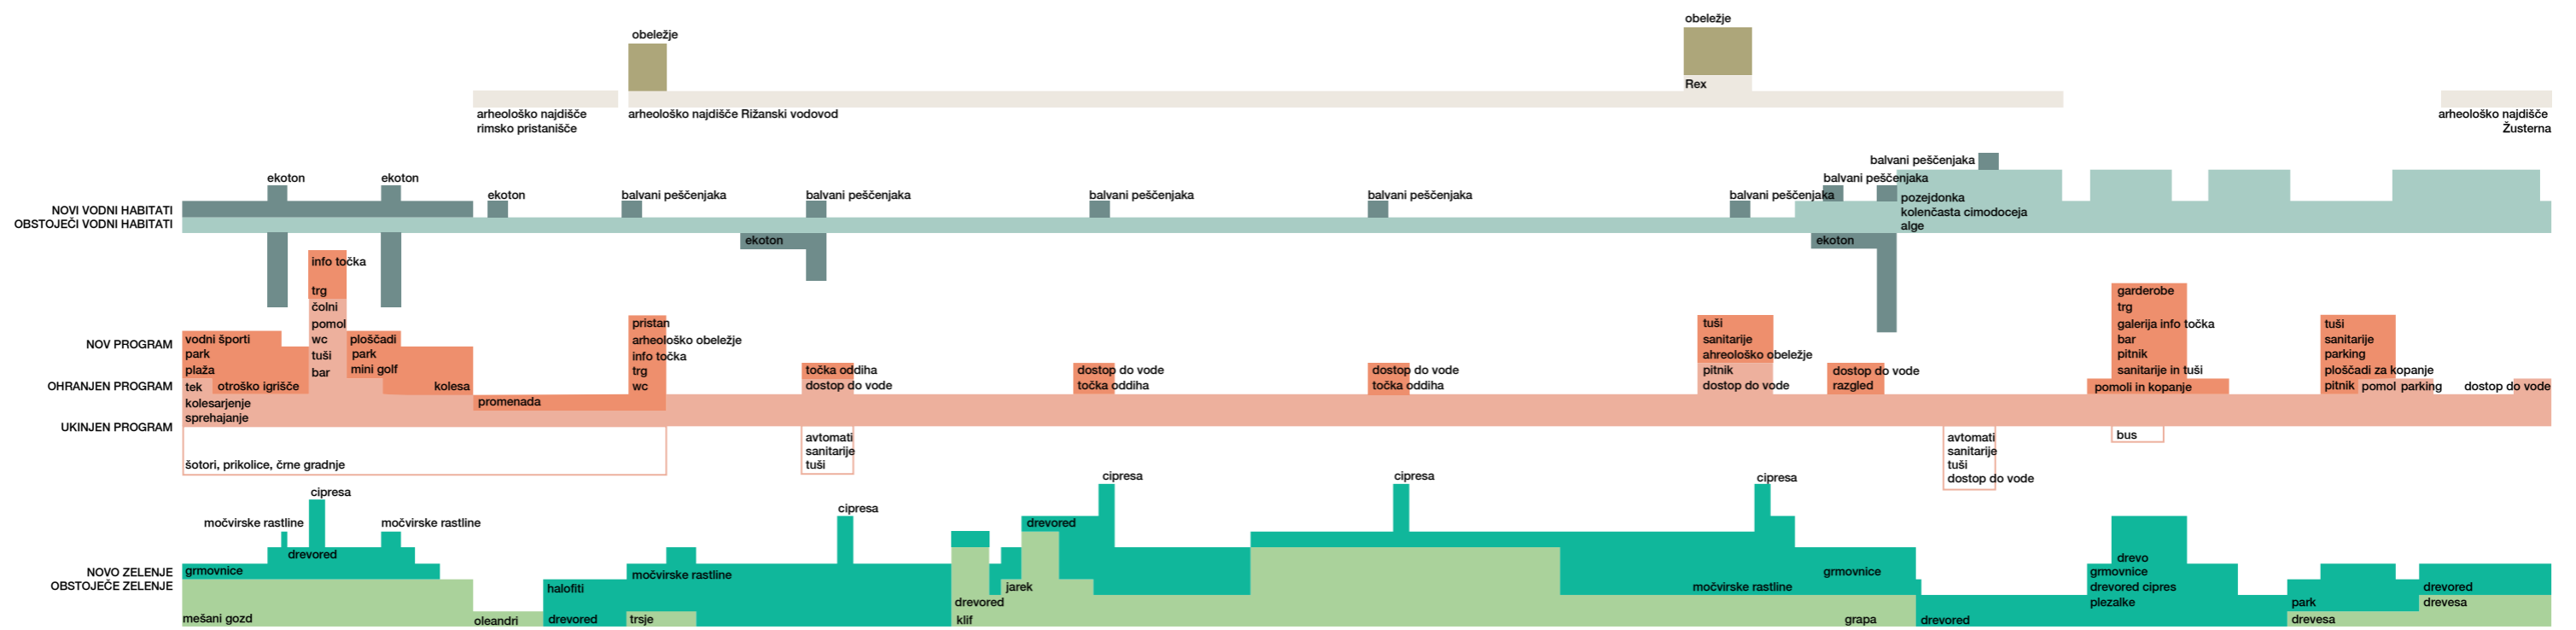 obeležje
Rex
obeležje
arheološko najdišče
rimsko pristanišče
arheološko najdišče Rižanski vodovod
arheološko najdišče
Žusterna
NOVI VODNI HABITATI
OBSTOJEČI VODNI HABITATI
ekoton
ekoton
ekoton
balvani peščenjaka
balvani peščenjaka
ekoton
balvani peščenjaka
balvani peščenjaka
balvani peščenjaka
balvani peščenjaka
balvani peščenjaka
ekoton
pozejdonka
kolenčasta cimodoceja
alge
NOV PROGRAM
OHRANJEN PROGRAM
UKINJEN PROGRAM
vodni športi
park
plaža
tek
otroško igrišče
kolesarjenje
sprehajanje
šotori, prikolice, črne gradnje
info točka
trg
čolni
pomol
wc
tuši
bar
ploščadi
park
mini golf
kolesa
promenada
pristan
arheološko obeležje
info točka
trg
wc
točka oddiha
dostop do vode
avtomati
sanitarije
tuši
dostop do vode
točka oddiha
dostop do vode
točka oddiha
tuši
sanitarije
ahreološko obeležje
pitnik
dostop do vode
dostop do vode
razgled
avtomati
sanitarije
tuši
dostop do vode
garderobe
trg
galerija info točka
bar
pitnik
sanitarije in tuši
pomoli in kopanje
bus
tuši
sanitarije
parking
ploščadi za kopanje
pitnik
pomol
parking
dostop do vode
NOVO ZELENJE
OBSTOJEČE ZELENJE
cipresa
močvirske rastline
močvirske rastline
drevored
grmovnice
mešani gozd
oleandri
halofiti
drevored
močvirske rastline
trsje
cipresa
drevored
klif
jarek
drevored
cipresa
cipresa
cipresa
močvirske rastline
grmovnice
grapa
drevored
drevo
grmovnice
drevored cipres
plezalke
park
drevesa
drevored
drevesa